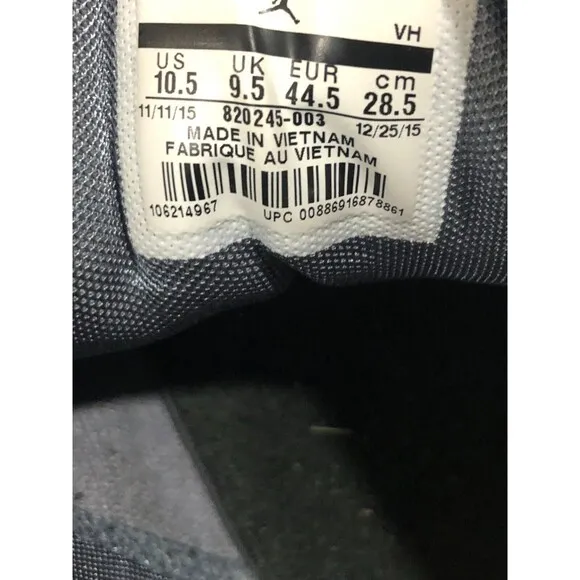 VH
US UK EUR cm
10.5 9.5 44.5 28.5
11/11/15 820245-003 12/25/15
MADE IN VIETNAM
FABRIQUE AU VIETNAM
106214967 UPC 00886916878861